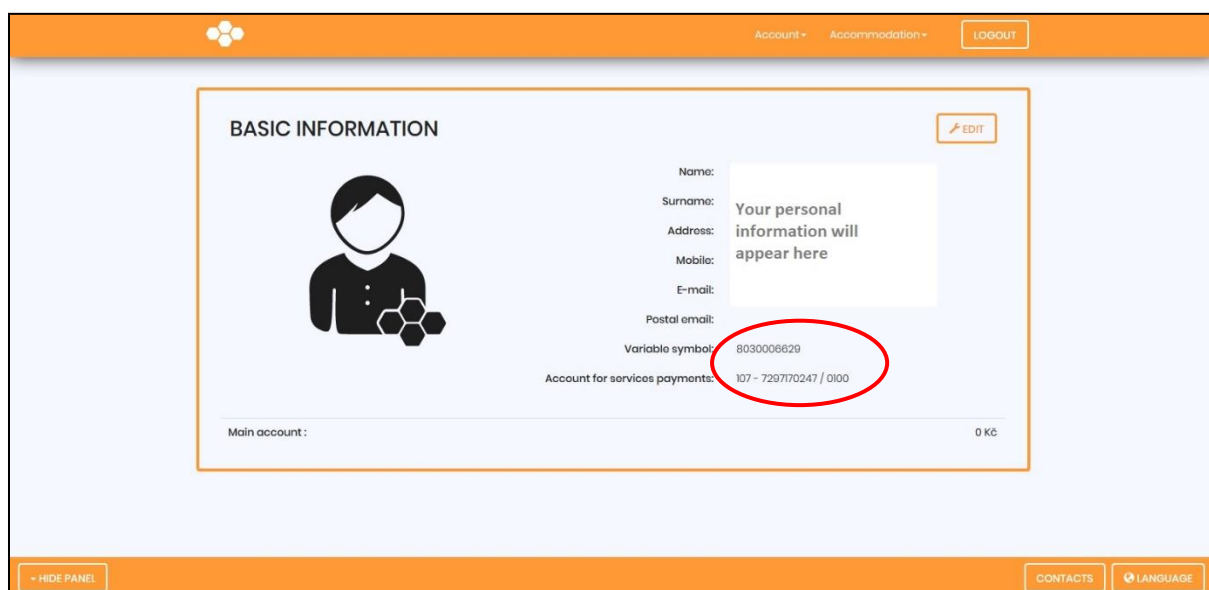 Account
Accommodation
LOGOUT
BASIC INFORMATION
EDIT
Name:
Surname:
Address:
Mobile:
E-mail:
Your personal
information will
appear here
Postal email:
Variable symbol: 8030006629
Account for services payments: 107 - 7297170247 / 0100
Main account : 0 Kč
HIDE PANEL
CONTACTS
LANGUAGE